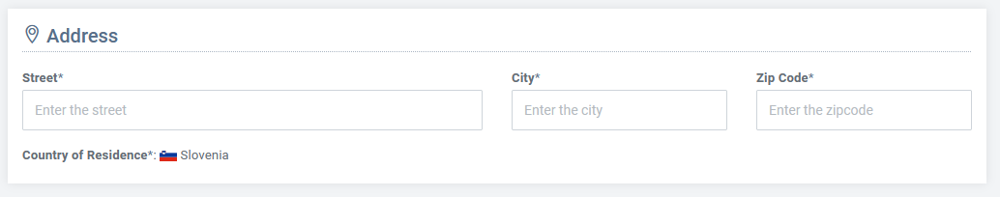 Address
Street* City* Zip Code*
Enter the street Enter the city Enter the zipcode
Country of Residence*: Slovenia